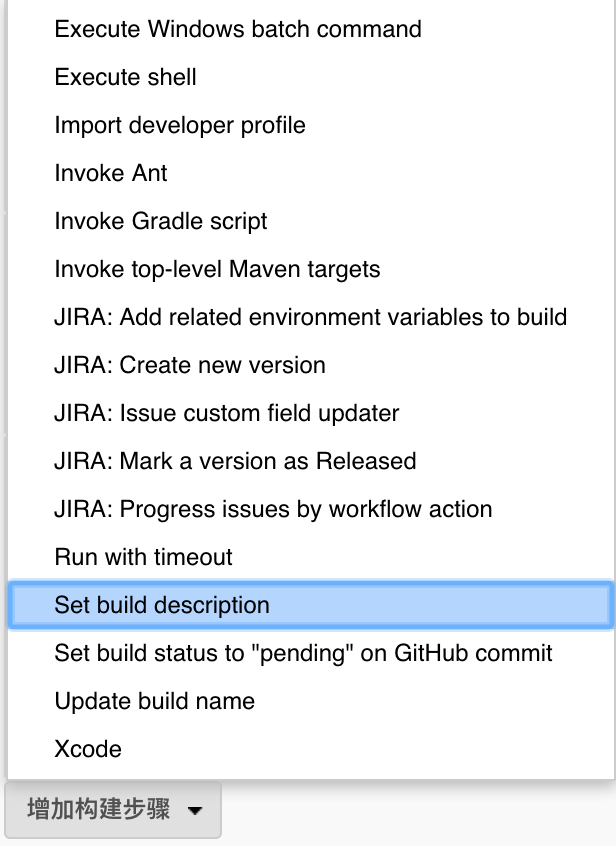 Execute Windows batch command
Execute shell
Import developer profile
Invoke Ant
Invoke Gradle script
Invoke top-level Maven targets
JIRA: Add related environment variables to build
JIRA: Create new version
JIRA: Issue custom field updater
JIRA: Mark a version as Released
JIRA: Progress issues by workflow action
Run with timeout
Set build description
Set build status to "pending" on GitHub commit
Update build name
Xcode
增加构建步骤